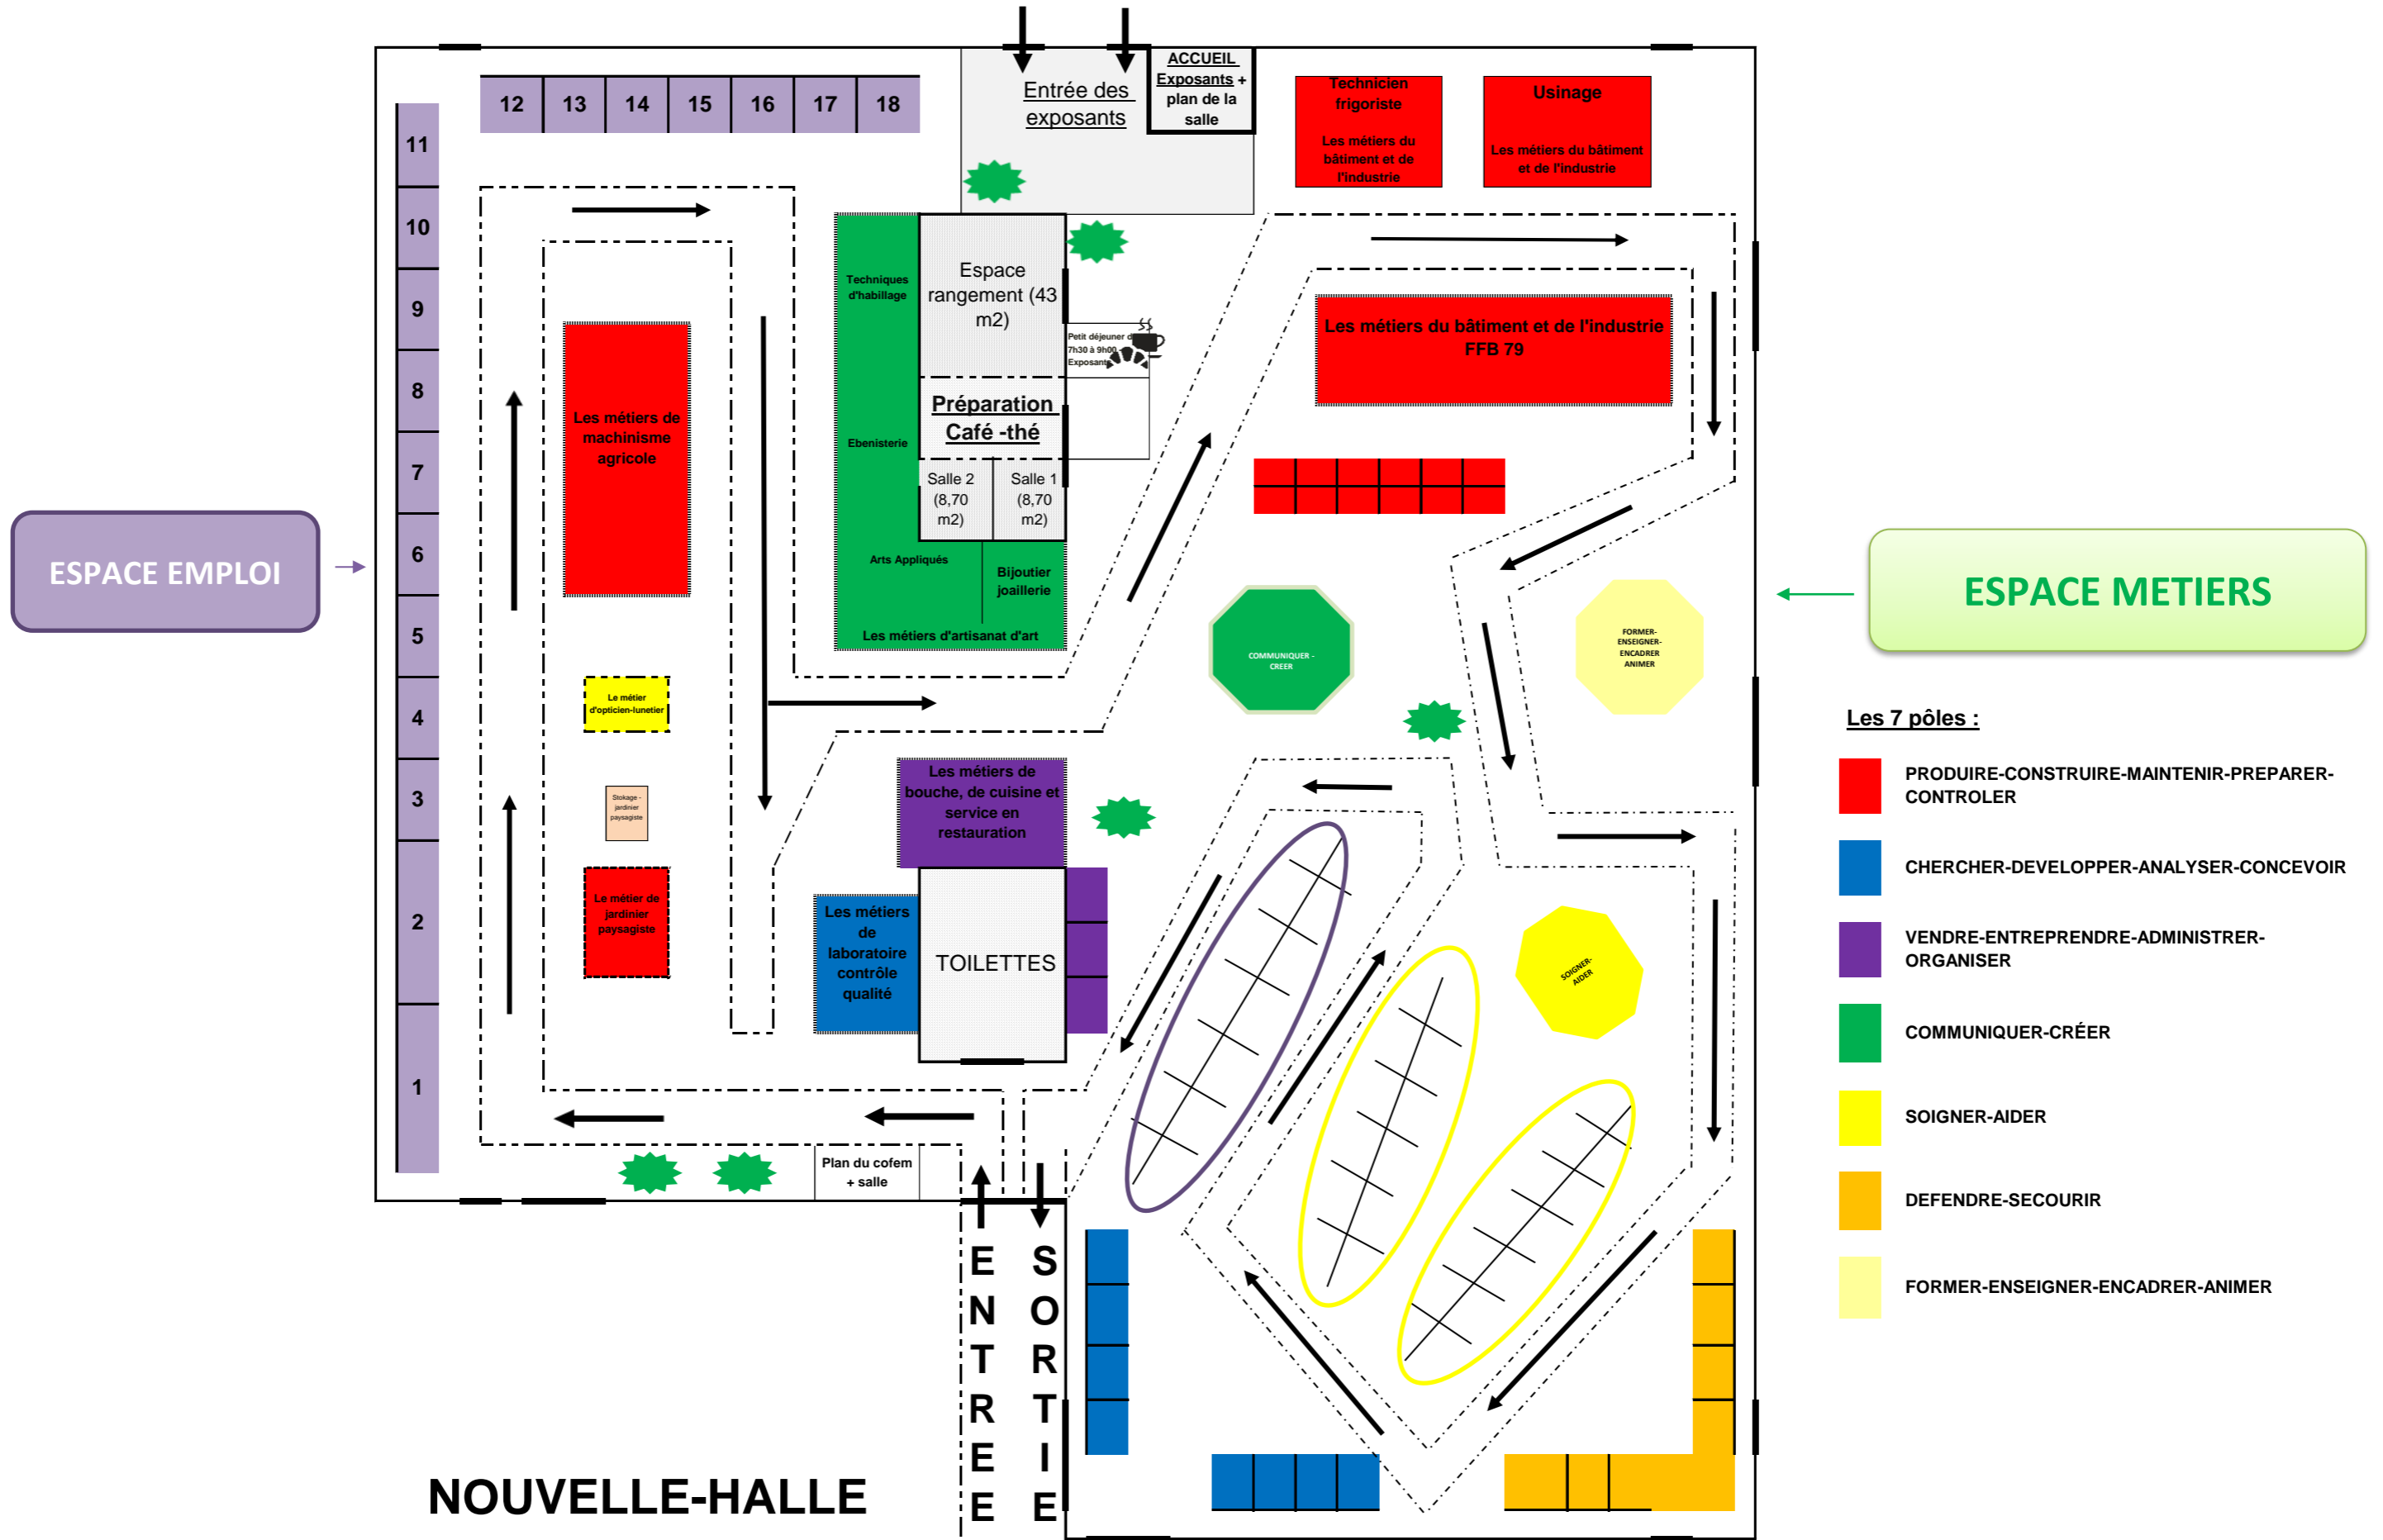 12 13 14 15 16 17 18
11
10
9
8
7
6
5
4
3
2
1
Entrée des
exposants
ACCUEIL
Exposants +
plan de la
salle
Technicien
frigoriste
Les métiers du
bâtiment et de
l'industrie
Usinage
Les métiers du bâtiment
et de l'industrie
Techniques
d'habillage
Ebenisterie
Arts Appliqués
Bijoutier
joaillerie
Les métiers d'artisanat d'art
Espace
rangement (43
m2)
Petit déjeuner
7h30 à 9h00
Exposants
Préparation
Café -thé
Salle 2
(8,70
m2)
Salle 1
(8,70
m2)
Les métiers du bâtiment et de l'industrie
FFB 79
Les métiers de
machinisme
agricole
ESPACE EMPLOI
ESPACE METIERS
COMMUNIQUER -
CREER
FORMER-
ENSEIGNER-
ENCADRER
ANIMER
Le métier
d'opticien-lunetier
Stokage -
jardinier
paysagiste
Le métier de
jardinier
paysagiste
Les métiers de
bouche, de cuisine et
service en
restauration
Les métiers
de
laboratoire
contrôle
qualité
TOILETTES
SOIGNER-
AIDER
Plan du cofem
+ salle
ENTREE
SORTIE
NOUVELLE-HALLE
Les 7 pôles :
PRODUIRE-CONSTRUIRE-MAINTENIR-PREPARER-
CONTROLER
CHERCHER-DEVELOPPER-ANALYSER-CONCEVOIR
VENDRE-ENTREPRENDRE-ADMINISTRER-
ORGANISER
COMMUNIQUER-CRÉER
SOIGNER-AIDER
DEFENDRE-SECOURIR
FORMER-ENSEIGNER-ENCADRER-ANIMER